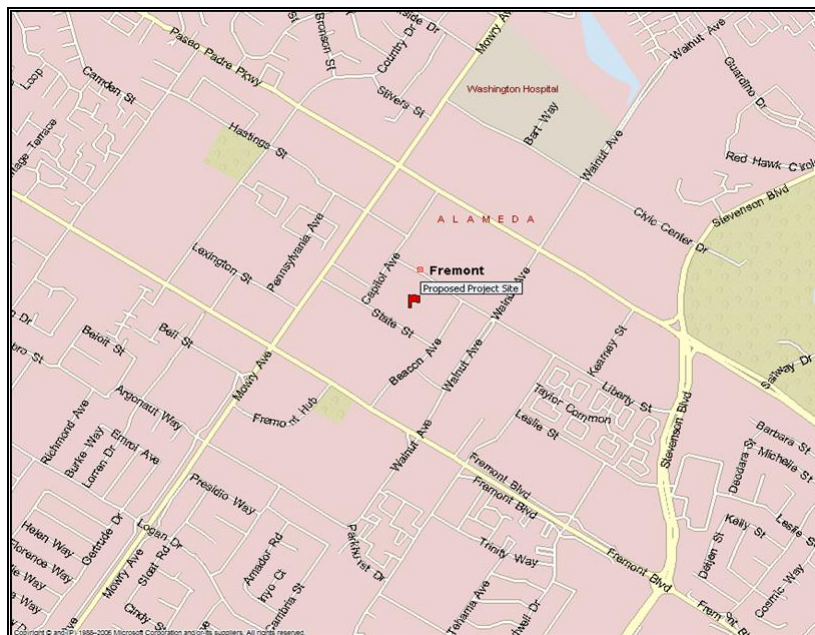 Paseo Padre Pkwy
Bronson St
Country Dr
Mowry Ave
Walnut Ave
Loop
Camden St
Stivers St
Washington Hospital
Bart Way
Guardino Dr
Hastings St
Walnut Ave
Red Hawk Circle
Terrace
Stevenson Blvd
ALAMEDA
Civic Center Dr
Pennsylvania Ave
Lexington St
Capitol Ave
Fremont
Proposed Project Site
Walnut Ave
State St
Bell St
Beloit St
Beacon Ave
Walnut Ave
Kearney St
Sailway Dr
Mowry Ave
Argonaut Way
Fremont Hub
Taylor Common
Liberty St
Leslie St
Stevenson Blvd
Richmond Ave
Burke Way
Enrol Ave
Lorren Dr
Walnut Ave
Barbara St
Michelle St
Deodara St
Fremont Blvd
Fremont Blvd
Presidio Way
Leslie St
Logan Dr
Gertrude Dr
Helen Way
Florence Way
Mowry Ave
Sloat Rd
Amador Rd
Inyo Ct
Cambria St
Parkhurst Dr
Trinity Way
Kelly St
Detjen St
Cosmic Way
Fremont Blvd
Cindy St
Tehama Ave
Fremont
Copyright © and (P) 1988–2006 Microsoft Corporation and/or its suppliers. All rights reserved.